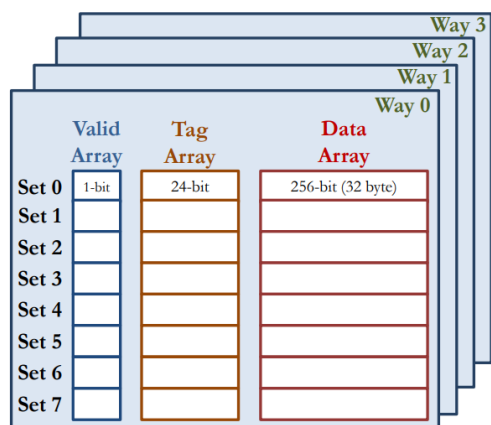 Way 3
Way 2
Way 1
Way 0
Valid Array
Tag Array
Data Array
Set 0 1-bit 24-bit 256-bit (32 byte)
Set 1
Set 2
Set 3
Set 4
Set 5
Set 6
Set 7